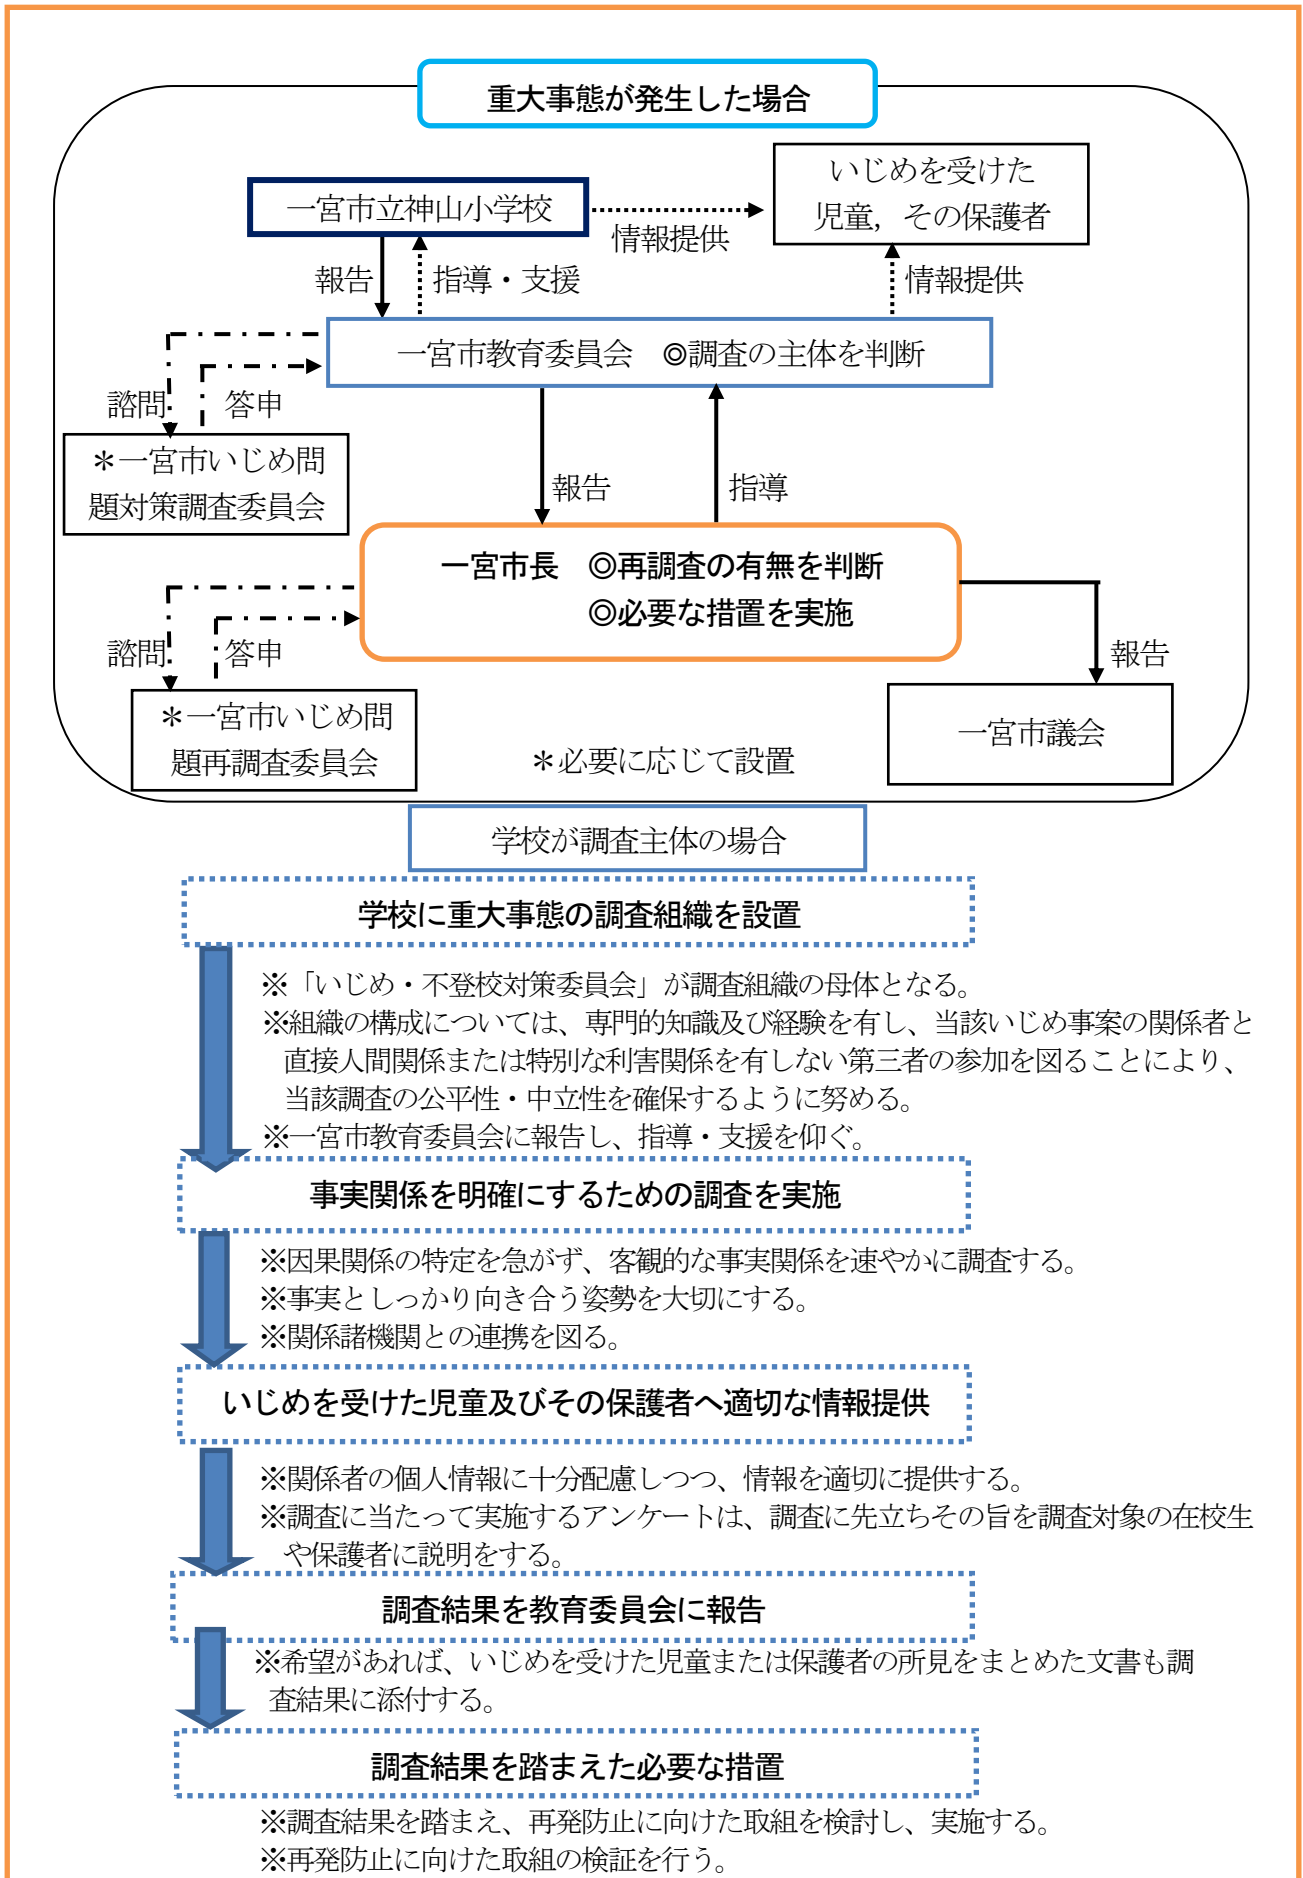 重大事態が発生した場合
一宮市立神山小学校
いじめを受けた
児童，その保護者
情報提供
報告
指導・支援
情報提供
一宮市教育委員会　◎調査の主体を判断
諮問
答申
＊一宮市いじめ問
題対策調査委員会
報告
指導
一宮市長　◎再調査の有無を判断
◎必要な措置を実施
諮問
答申
報告
＊一宮市いじめ問
題再調査委員会
＊必要に応じて設置
一宮市議会
学校が調査主体の場合
学校に重大事態の調査組織を設置
※「いじめ・不登校対策委員会」が調査組織の母体となる。
※組織の構成については、専門的知識及び経験を有し、当該いじめ事案の関係者と
直接人間関係または特別な利害関係を有しない第三者の参加を図ることにより、
当該調査の公平性・中立性を確保するように努める。
※一宮市教育委員会に報告し、指導・支援を仰ぐ。
事実関係を明確にするための調査を実施
※因果関係の特定を急がず、客観的な事実関係を速やかに調査する。
※事実としっかり向き合う姿勢を大切にする。
※関係諸機関との連携を図る。
いじめを受けた児童及びその保護者へ適切な情報提供
※関係者の個人情報に十分配慮しつつ、情報を適切に提供する。
※調査に当たって実施するアンケートは、調査に先立ちその旨を調査対象の在校生
や保護者に説明をする。
調査結果を教育委員会に報告
※希望があれば、いじめを受けた児童または保護者の所見をまとめた文書も調
査結果に添付する。
調査結果を踏まえた必要な措置
※調査結果を踏まえ、再発防止に向けた取組を検討し、実施する。
※再発防止に向けた取組の検証を行う。